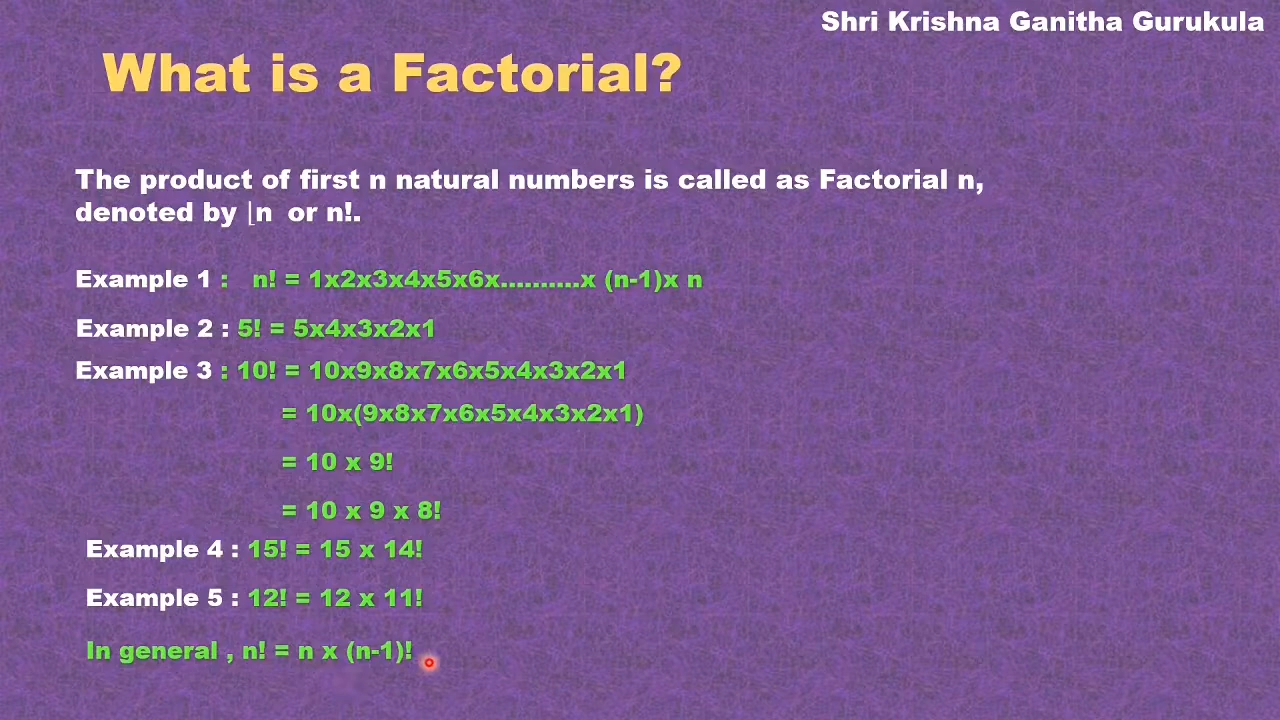 Shri Krishna Ganitha Gurukula
What is a Factorial?
The product of first n natural numbers is called as Factorial n,
denoted by ⌊n or n!.
Example 1 : n! = 1x2x3x4x5x6x..........x (n-1)x n
Example 2 : 5! = 5x4x3x2x1
Example 3 : 10! = 10x9x8x7x6x5x4x3x2x1
= 10x(9x8x7x6x5x4x3x2x1)
= 10 x 9!
= 10 x 9 x 8!
Example 4 : 15! = 15 x 14!
Example 5 : 12! = 12 x 11!
In general , n! = n x (n-1)!